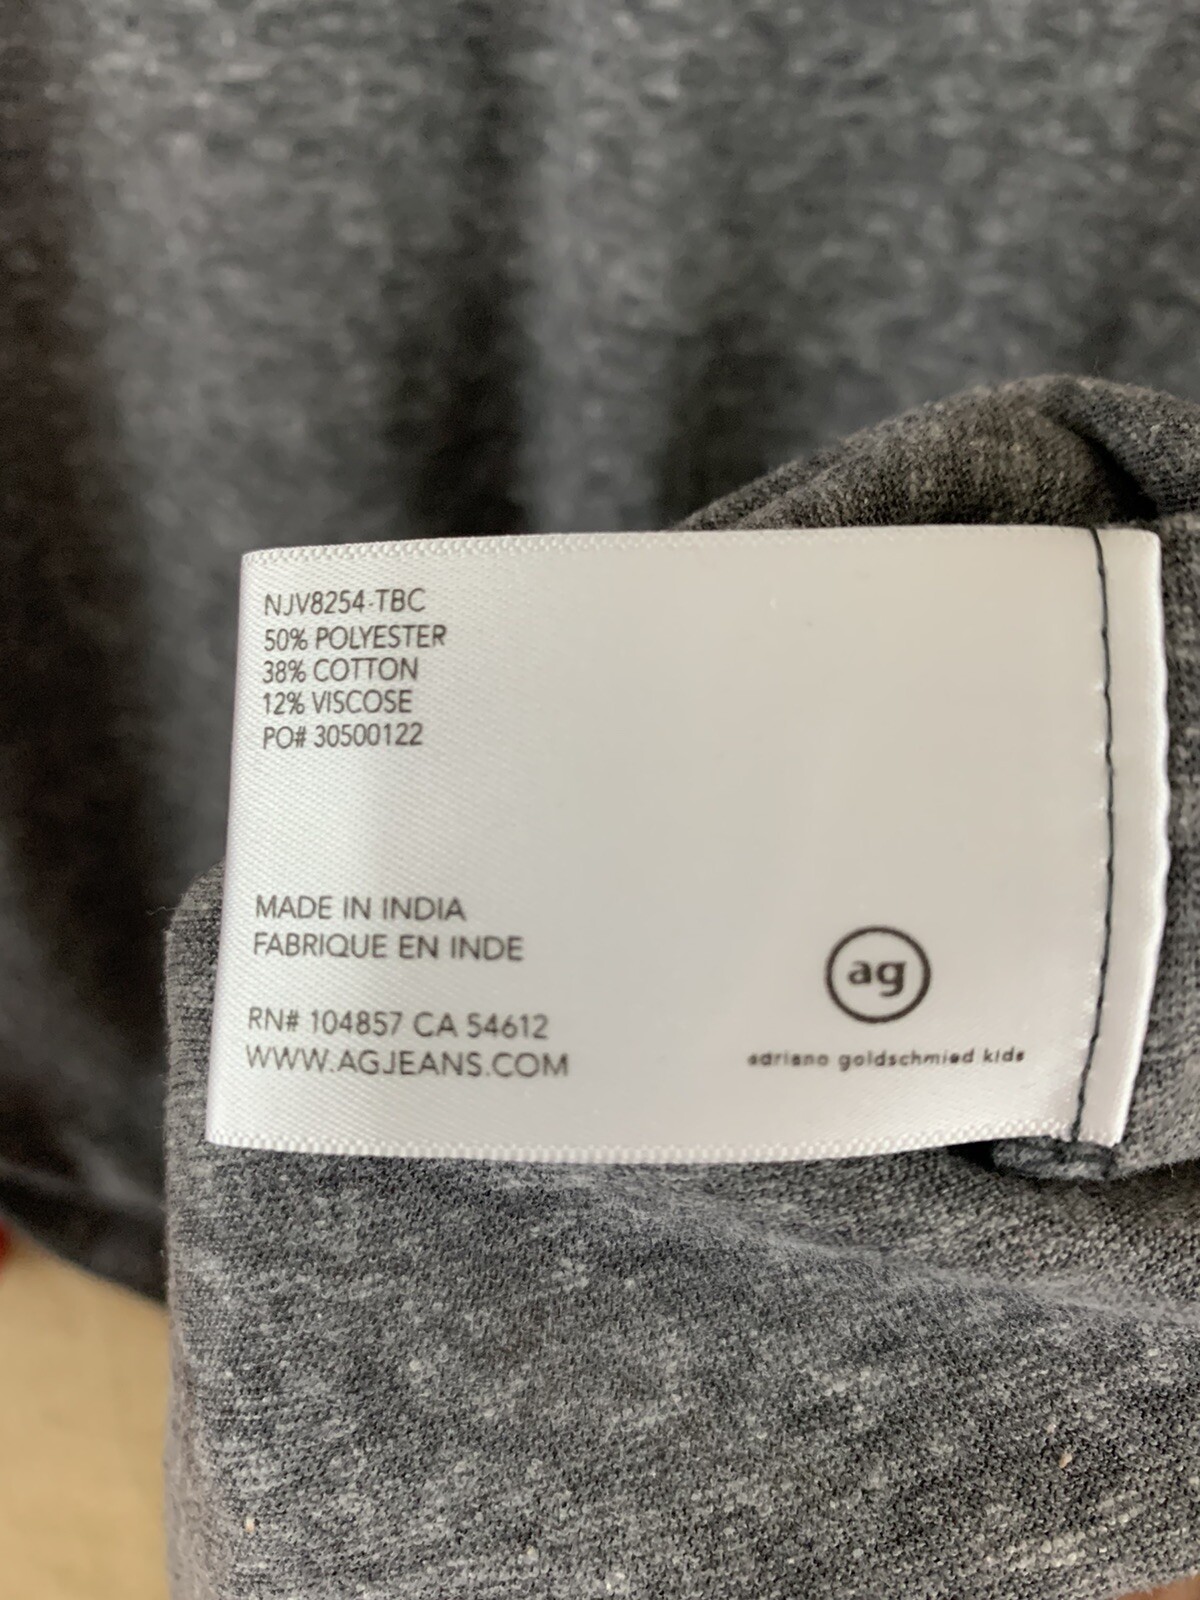 NJV8254-TBC
50% POLYESTER
38% COTTON
12% VISCOSE
PO# 30500122
MADE IN INDIA
FABRIQUE EN INDE
RN# 104857 CA 54612
WWW.AGJEANS.COM
ag
adriano goldschmied kids